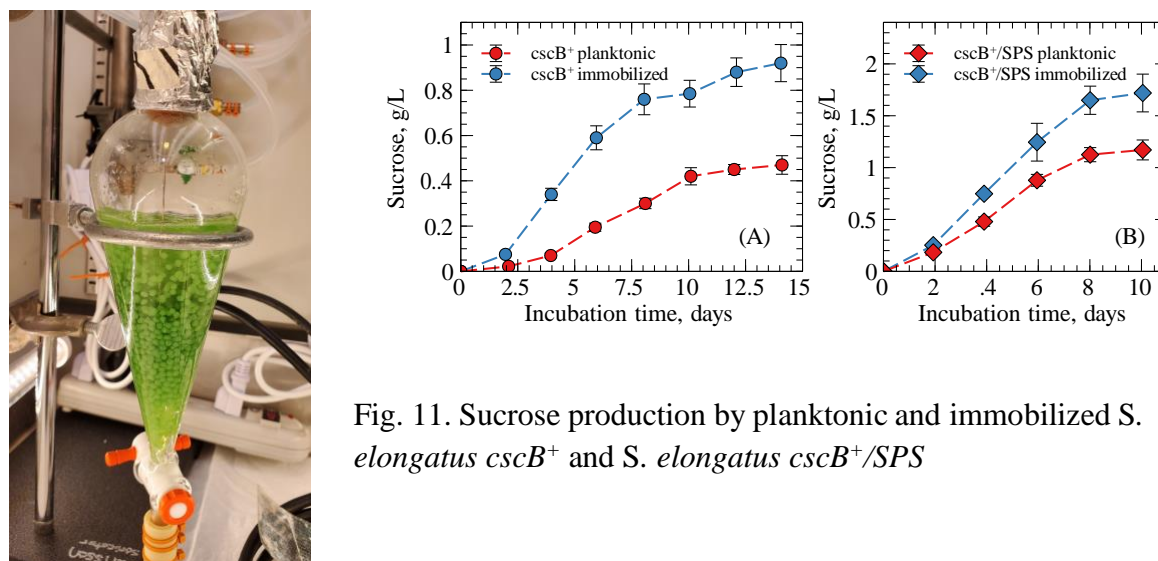 cscB⁺ planktonic
cscB⁺ immobilized
1
0.8
0.6
0.4
0.2
0
Sucrose, g/L
(A)
0 2.5 5 7.5 10 12.5 15
Incubation time, days
cscB⁺/SPS planktonic
cscB⁺/SPS immobilized
2
1.5
1
0.5
0
Sucrose, g/L
(B)
0 2 .4 6 8 10
Incubation time, days
Fig. 11. Sucrose production by planktonic and immobilized S.
elongatus cscB⁺ and S. elongatus cscB⁺/SPS